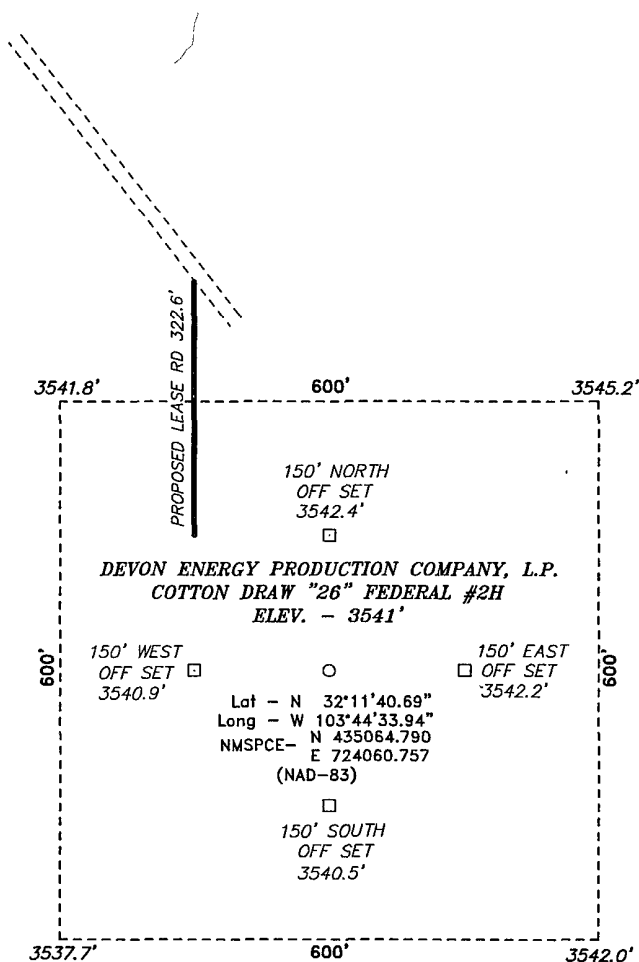 PROPOSED LEASE RD 322.6'
3541.8'
600'
3545.2'
150' NORTH
OFF SET
3542.4'
DEVON ENERGY PRODUCTION COMPANY, L.P.
COTTON DRAW "26" FEDERAL #2H
ELEV. - 3541'
600'
150' WEST
OFF SET
3540.9'
150' EAST
OFF SET
3542.2'
600'
Lat - N 32°11'40.69"
Long - W 103°44'33.94"
NMSPCE- N 435064.790
E 724060.757
(NAD-83)
150' SOUTH
OFF SET
3540.5'
3537.7'
600'
3542.0'